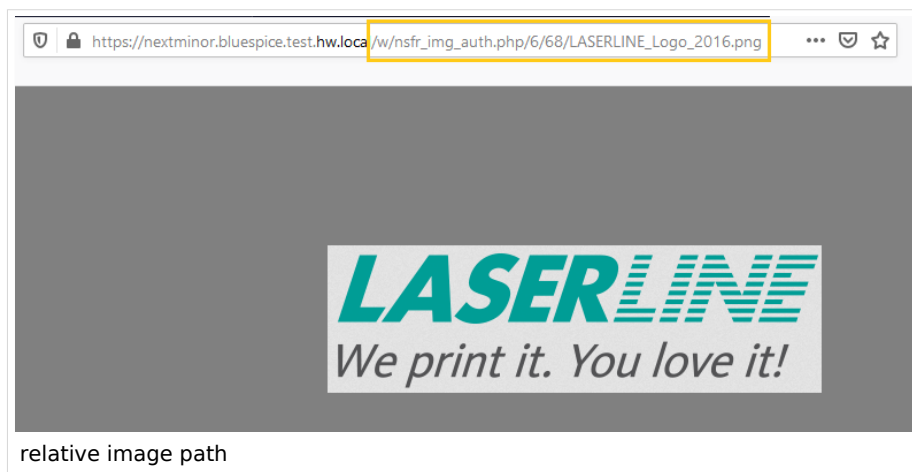 https://nextminor.bluespice.test.hw.loca/w/nsfr_img_auth.php/6/68/LASERLINE_Logo_2016.png
LASERLINE
We print it. You love it!
relative image path